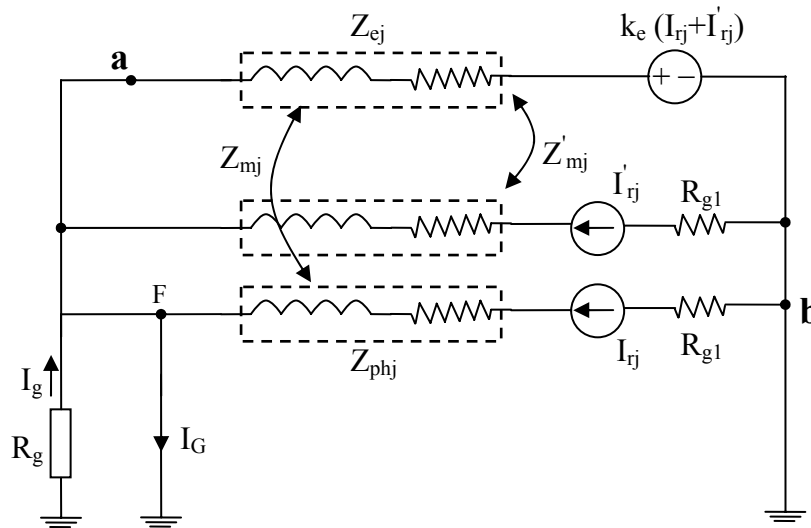 Z_ej
k_e (I_rj+I'_rj)
a
+ −
Z_mj
Z'_mj
I'_rj
R_g1
F
b
I_rj
R_g1
Z_phj
I_g
R_g
I_G